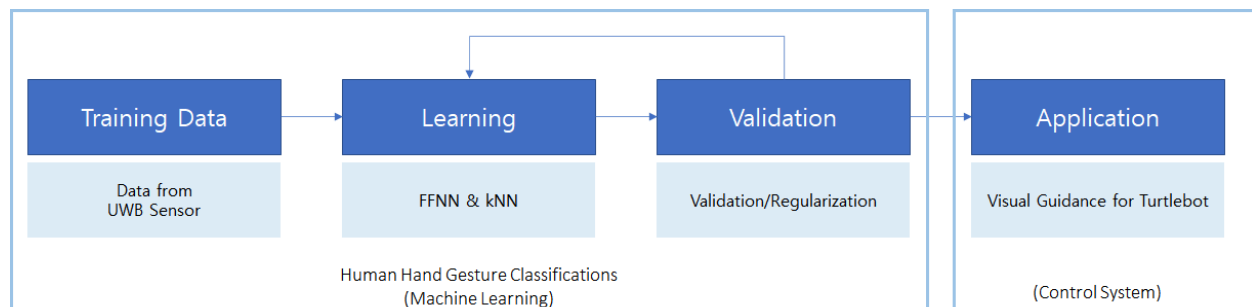 Training Data
Learning
Validation
Application
Data from
UWB Sensor
FFNN & kNN
Validation/Regularization
Visual Guidance for Turtlebot
Human Hand Gesture Classifications
(Machine Learning)
(Control System)